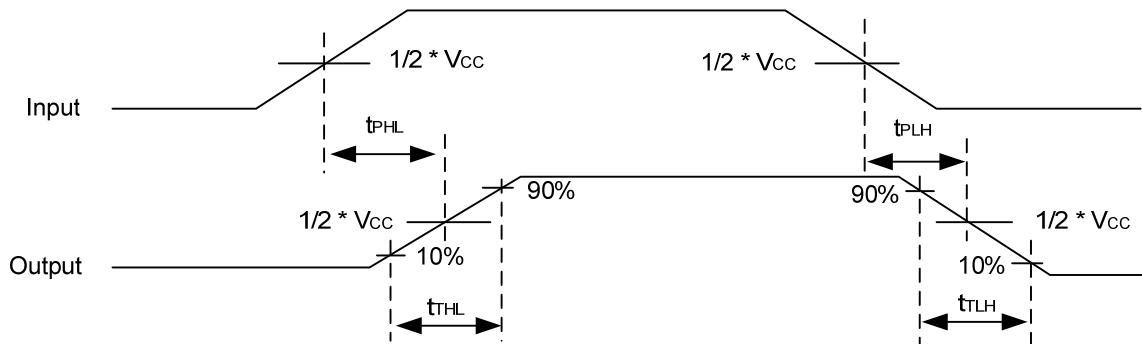 1/2 * VCC
1/2 * VCC
Input
tPHL
tPLH
90%
90%
1/2 * VCC
1/2 * VCC
10%
10%
Output
tTHL
tTLH